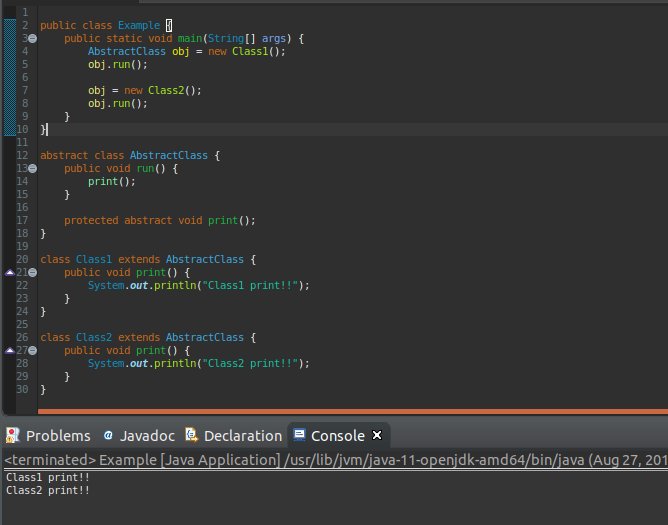 1
2 public class Example {
3 public static void main(String[] args) {
4 AbstractClass obj = new Class1();
5 obj.run();
6
7 obj = new Class2();
8 obj.run();
9 }
10 }
11
12 abstract class AbstractClass {
13 public void run() {
14 print();
15 }
16
17 protected abstract void print();
18 }
19
20 class Class1 extends AbstractClass {
21 public void print() {
22 System.out.println("Class1 print!!");
23 }
24 }
25
26 class Class2 extends AbstractClass {
27 public void print() {
28 System.out.println("Class2 print!!");
29 }
30 }
Problems @ Javadoc Declaration Console
<terminated> Example [Java Application] /usr/lib/jvm/java-11-openjdk-amd64/bin/java (Aug 27, 201
Class1 print!!
Class2 print!!